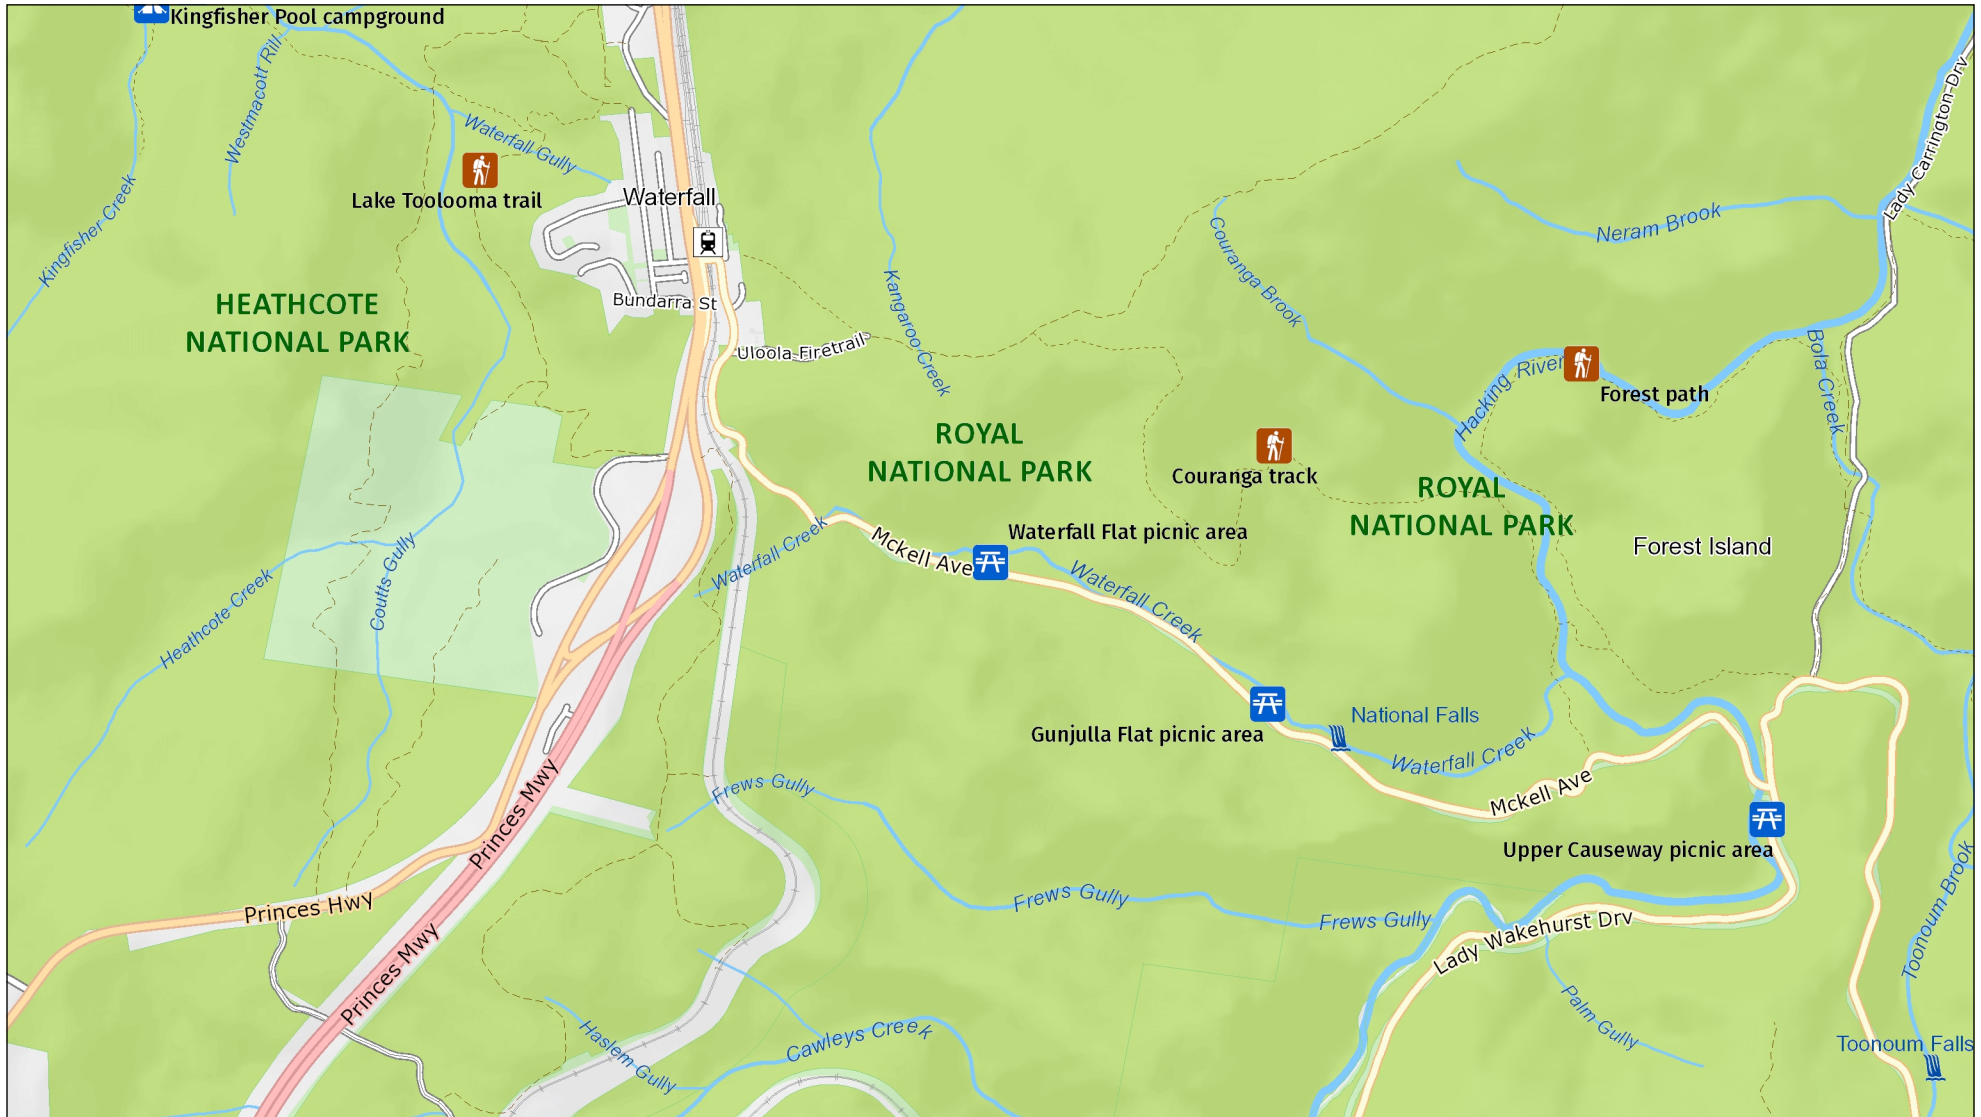 Kingfisher Pool campground
Westmacott Rill
Lady Carrington Drv
Waterfall Gully
Lake Toolooma trail
Waterfall
Kingfisher Creek
Neram Brook
Couranga Brook
HEATHCOTE
NATIONAL PARK
Bundarra St
Kangaroo Creek
Uloola Firetrail
Hacking River
Forest path
Bola Creek
ROYAL
NATIONAL PARK
Couranga track
ROYAL
NATIONAL PARK
Waterfall Flat picnic area
Forest Island
Mckell Ave
Waterfall Creek
Waterfall Creek
Coutts Gully
Heathcote Creek
National Falls
Gunjulla Flat picnic area
Waterfall Creek
Mckell Ave
Frews Gully
Princes Mwy
Upper Causeway picnic area
Princes Hwy
Frews Gully
Frews Gully
Lady Wakehurst Drv
Toonoum Brook
Princes Mwy
Palm Gully
Haslem Gully
Cawleys Creek
Toonoum Falls